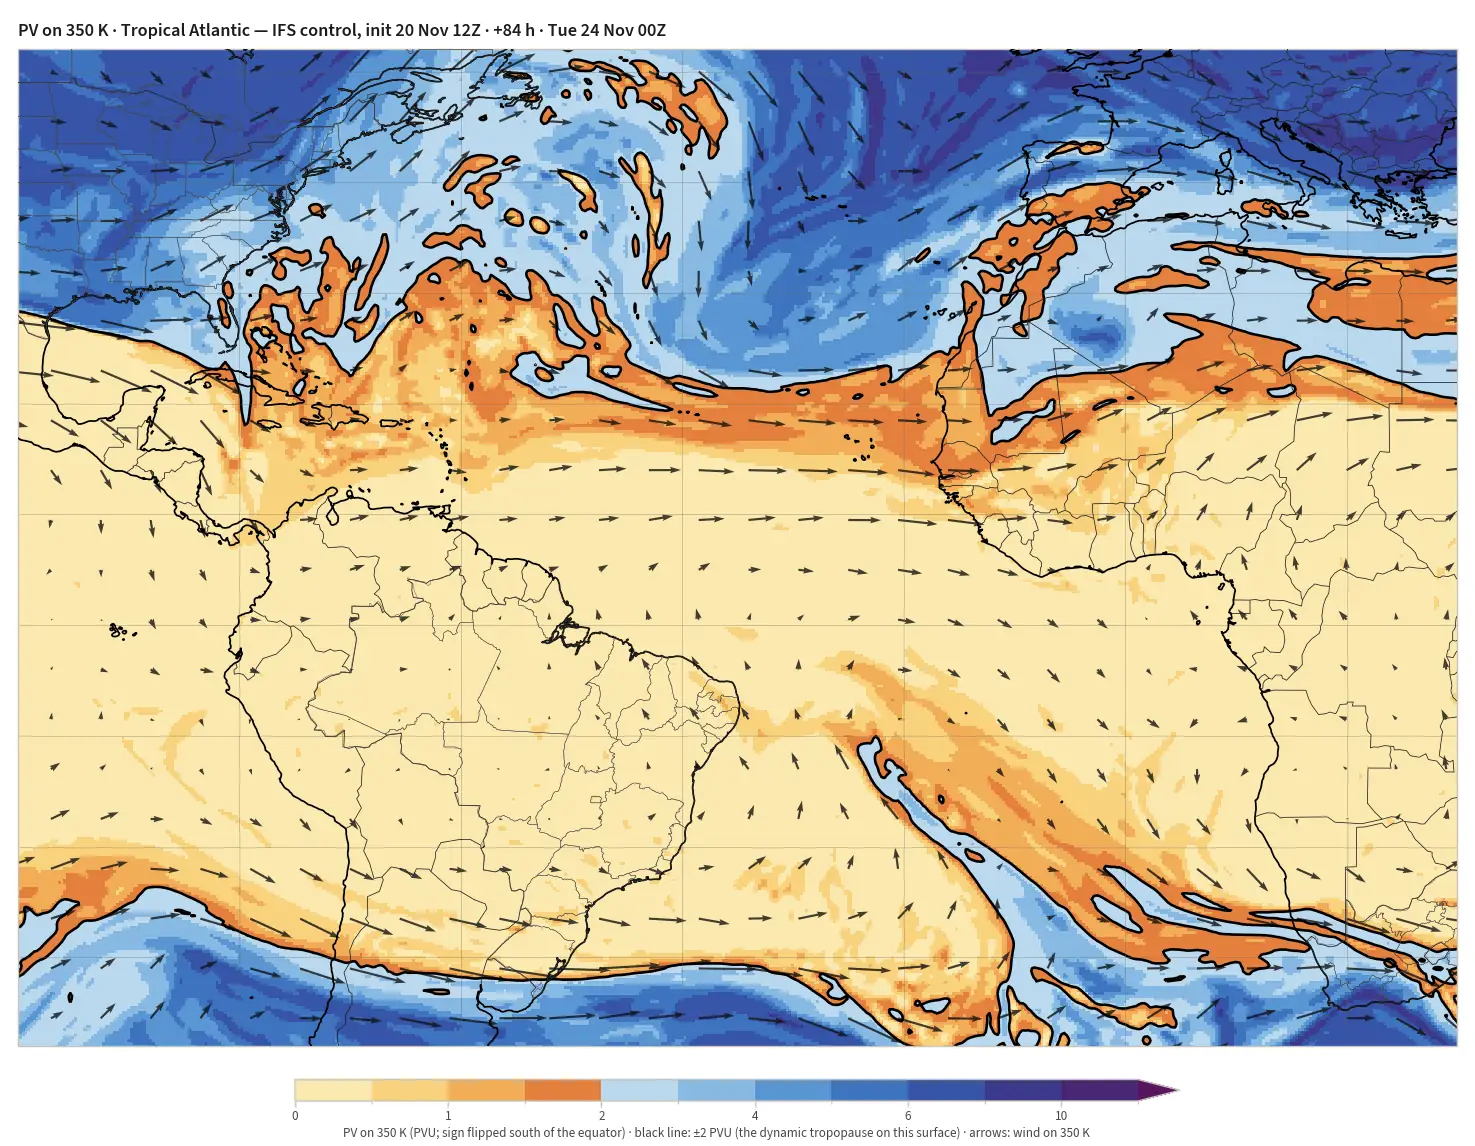 PV on 350 K · Tropical Atlantic — IFS control, init 20 Nov 12Z · +84 h · Tue 24 Nov 00Z
0 1 2 4 6 10
PV on 350 K (PVU; sign flipped south of the equator) · black line: ±2 PVU (the dynamic tropopause on this surface) · arrows: wind on 350 K